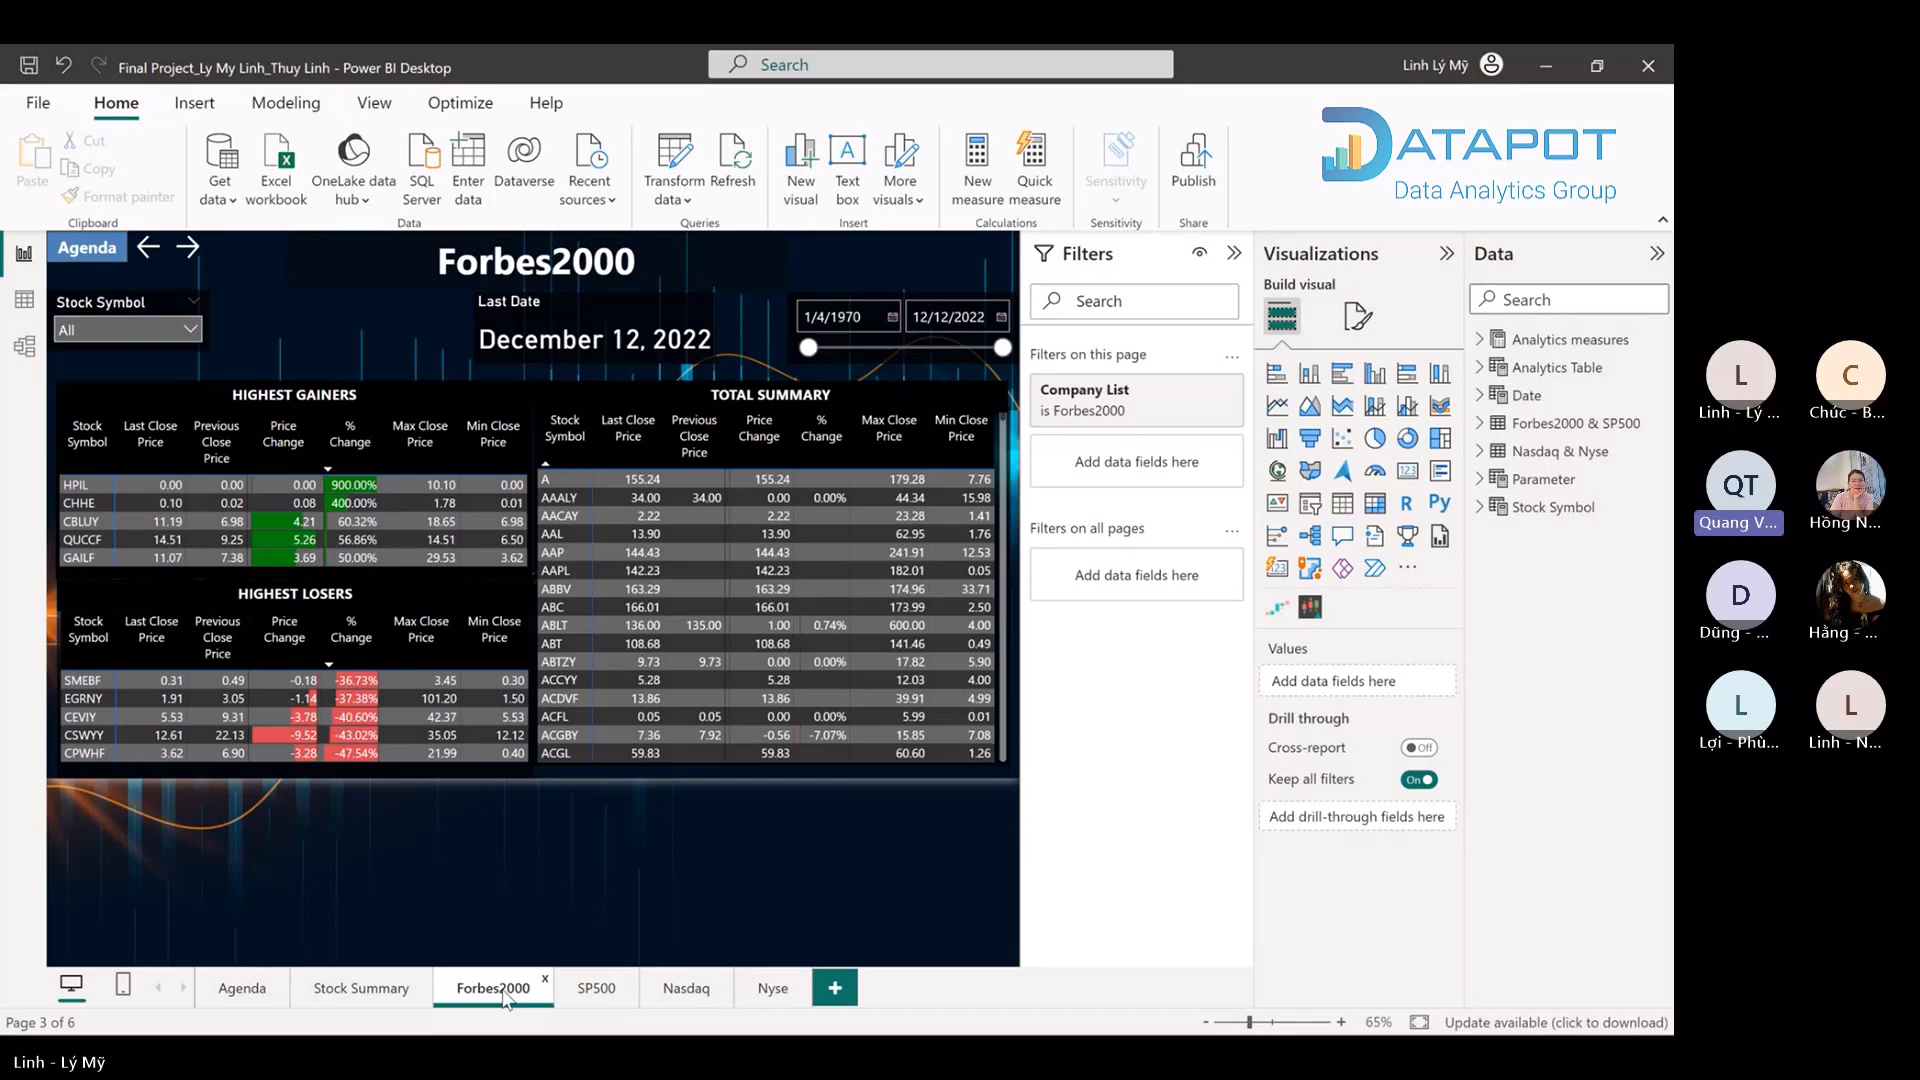 Final Project_Ly My Linh_Thuy Linh - Power BI Desktop
Search
Linh Lý Mỹ
File Home Insert Modeling View Optimize Help
Paste
Cut
Copy
Format painter
Clipboard
Get data
Excel workbook
OneLake data hub
SQL Server
Enter data
Dataverse
Recent sources
Data
Transform data
Refresh
Queries
New visual
Text box
More visuals
Insert
New measure
Quick measure
Calculations
Sensitivity
Sensitivity
Publish
Share
DATAPOT
Data Analytics Group
Agenda
Forbes2000
Stock Symbol
All
Last Date
December 12, 2022
1/4/1970 12/12/2022
HIGHEST GAINERS
Stock Symbol Last Close Price Previous Close Price Price Change % Change Max Close Price Min Close Price
HPIL 0.00 0.00 0.00 900.00% 10.10 0.00
CHHE 0.10 0.02 0.08 400.00% 1.78 0.01
CBLUY 11.19 6.98 4.21 60.32% 18.65 6.98
QUCCF 14.51 9.25 5.26 56.86% 14.51 6.50
GAILF 11.07 7.38 3.69 50.00% 29.53 3.62
HIGHEST LOSERS
Stock Symbol Last Close Price Previous Close Price Price Change % Change Max Close Price Min Close Price
SMEBF 0.31 0.49 -0.18 -36.73% 3.45 0.30
EGRNY 1.91 3.05 -1.14 -37.38% 101.20 1.50
CEVIY 5.53 9.31 -3.78 -40.60% 42.37 5.53
CSWYY 12.61 22.13 -9.52 -43.02% 35.05 12.12
CPWHF 3.62 6.90 -3.28 -47.54% 21.99 0.40
TOTAL SUMMARY
Stock Symbol Last Close Price Previous Close Price Price Change % Change Max Close Price Min Close Price
A 155.24 155.24 179.28 7.76
AAALY 34.00 34.00 0.00 0.00% 44.34 15.98
AACAY 2.22 2.22 23.28 1.41
AAL 13.90 13.90 62.95 1.76
AAP 144.43 144.43 241.91 12.53
AAPL 142.23 142.23 182.01 0.05
ABBV 163.29 163.29 174.96 33.71
ABC 166.01 166.01 173.99 2.50
ABLT 136.00 135.00 1.00 0.74% 600.00 4.00
ABT 108.68 108.68 141.46 0.49
ABTZY 9.73 9.73 0.00 0.00% 17.82 5.90
ACCYY 5.28 5.28 12.03 4.00
ACDVF 13.86 13.86 39.91 4.99
ACFL 0.05 0.05 0.00 0.00% 5.99 0.01
ACGBY 7.36 7.92 -0.56 -7.07% 15.85 7.08
ACGL 59.83 59.83 60.60 1.26
Filters
Search
Filters on this page ...
Company List
is Forbes2000
Add data fields here
Filters on all pages ...
Add data fields here
Visualizations
Build visual
123
R Py
123
...
Values
Add data fields here
Drill through
Cross-report Off
Keep all filters On
Add drill-through fields here
Data
Search
Analytics measures
Analytics Table
Date
Forbes2000 & SP500
Nasdaq & Nyse
Parameter
Stock Symbol
Agenda Stock Summary Forbes2000 x SP500 Nasdaq Nyse +
Page 3 of 6
- + 65% Update available (click to download)
Linh - Lý Mỹ
L C
Linh - Lý ... Chúc - B...
QT
Quang V... Hồng N...
D
Dũng - ... Hằng - ...
L L
Lợi - Phù... Linh - N...